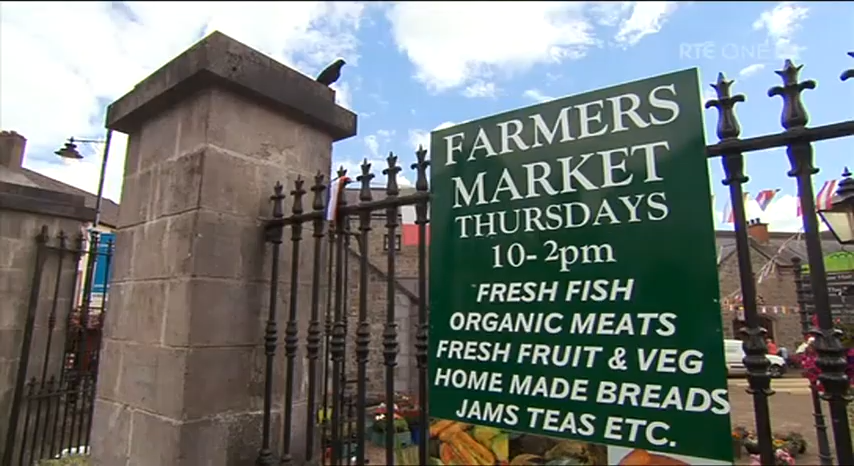 RTÉ ONE
FARMERS
MARKET
THURSDAYS
10-2pm
FRESH FISH
ORGANIC MEATS
FRESH FRUIT & VEG
HOME MADE BREADS
JAMS TEAS ETC.